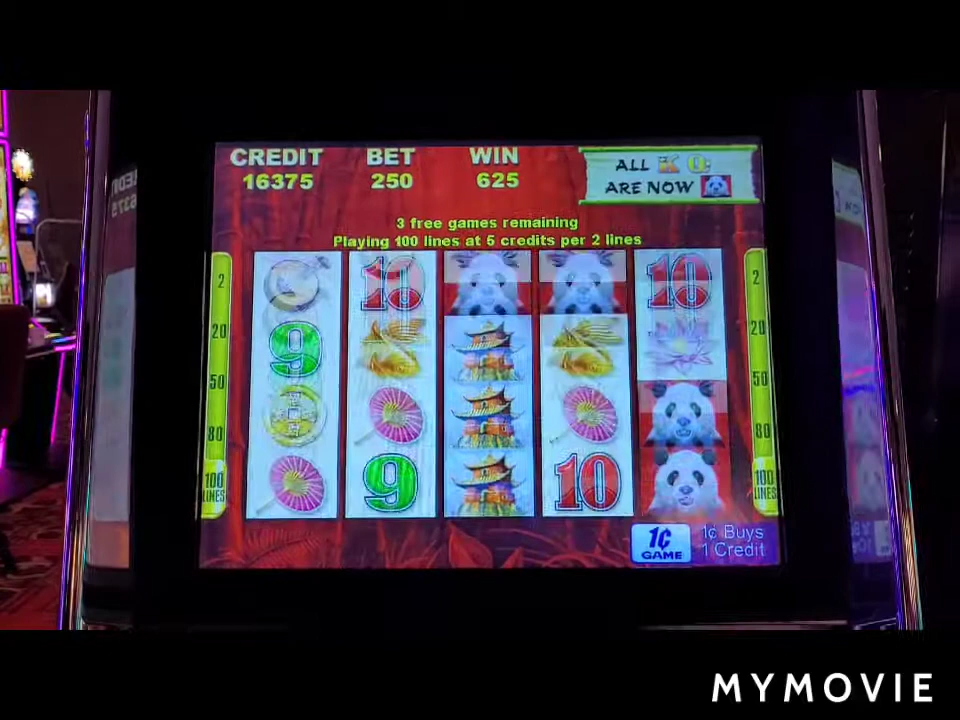 CREDIT BET WIN
16375 250 625
ALL K Q
ARE NOW
3 free games remaining
Playing 100 lines at 5 credits per 2 lines
10 10
2 2
20 9 20
50 50
80 80
100 LINES 9 10 100 LINES
1¢ GAME
1¢ Buys
1 Credit
MYMOVIE